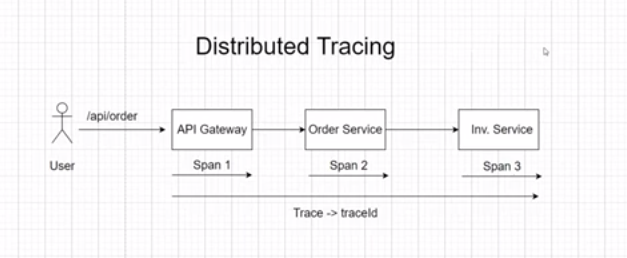 Distributed Tracing
/api/order
API Gateway
Order Service
Inv. Service
User
Span 1
Span 2
Span 3
Trace -> traceId